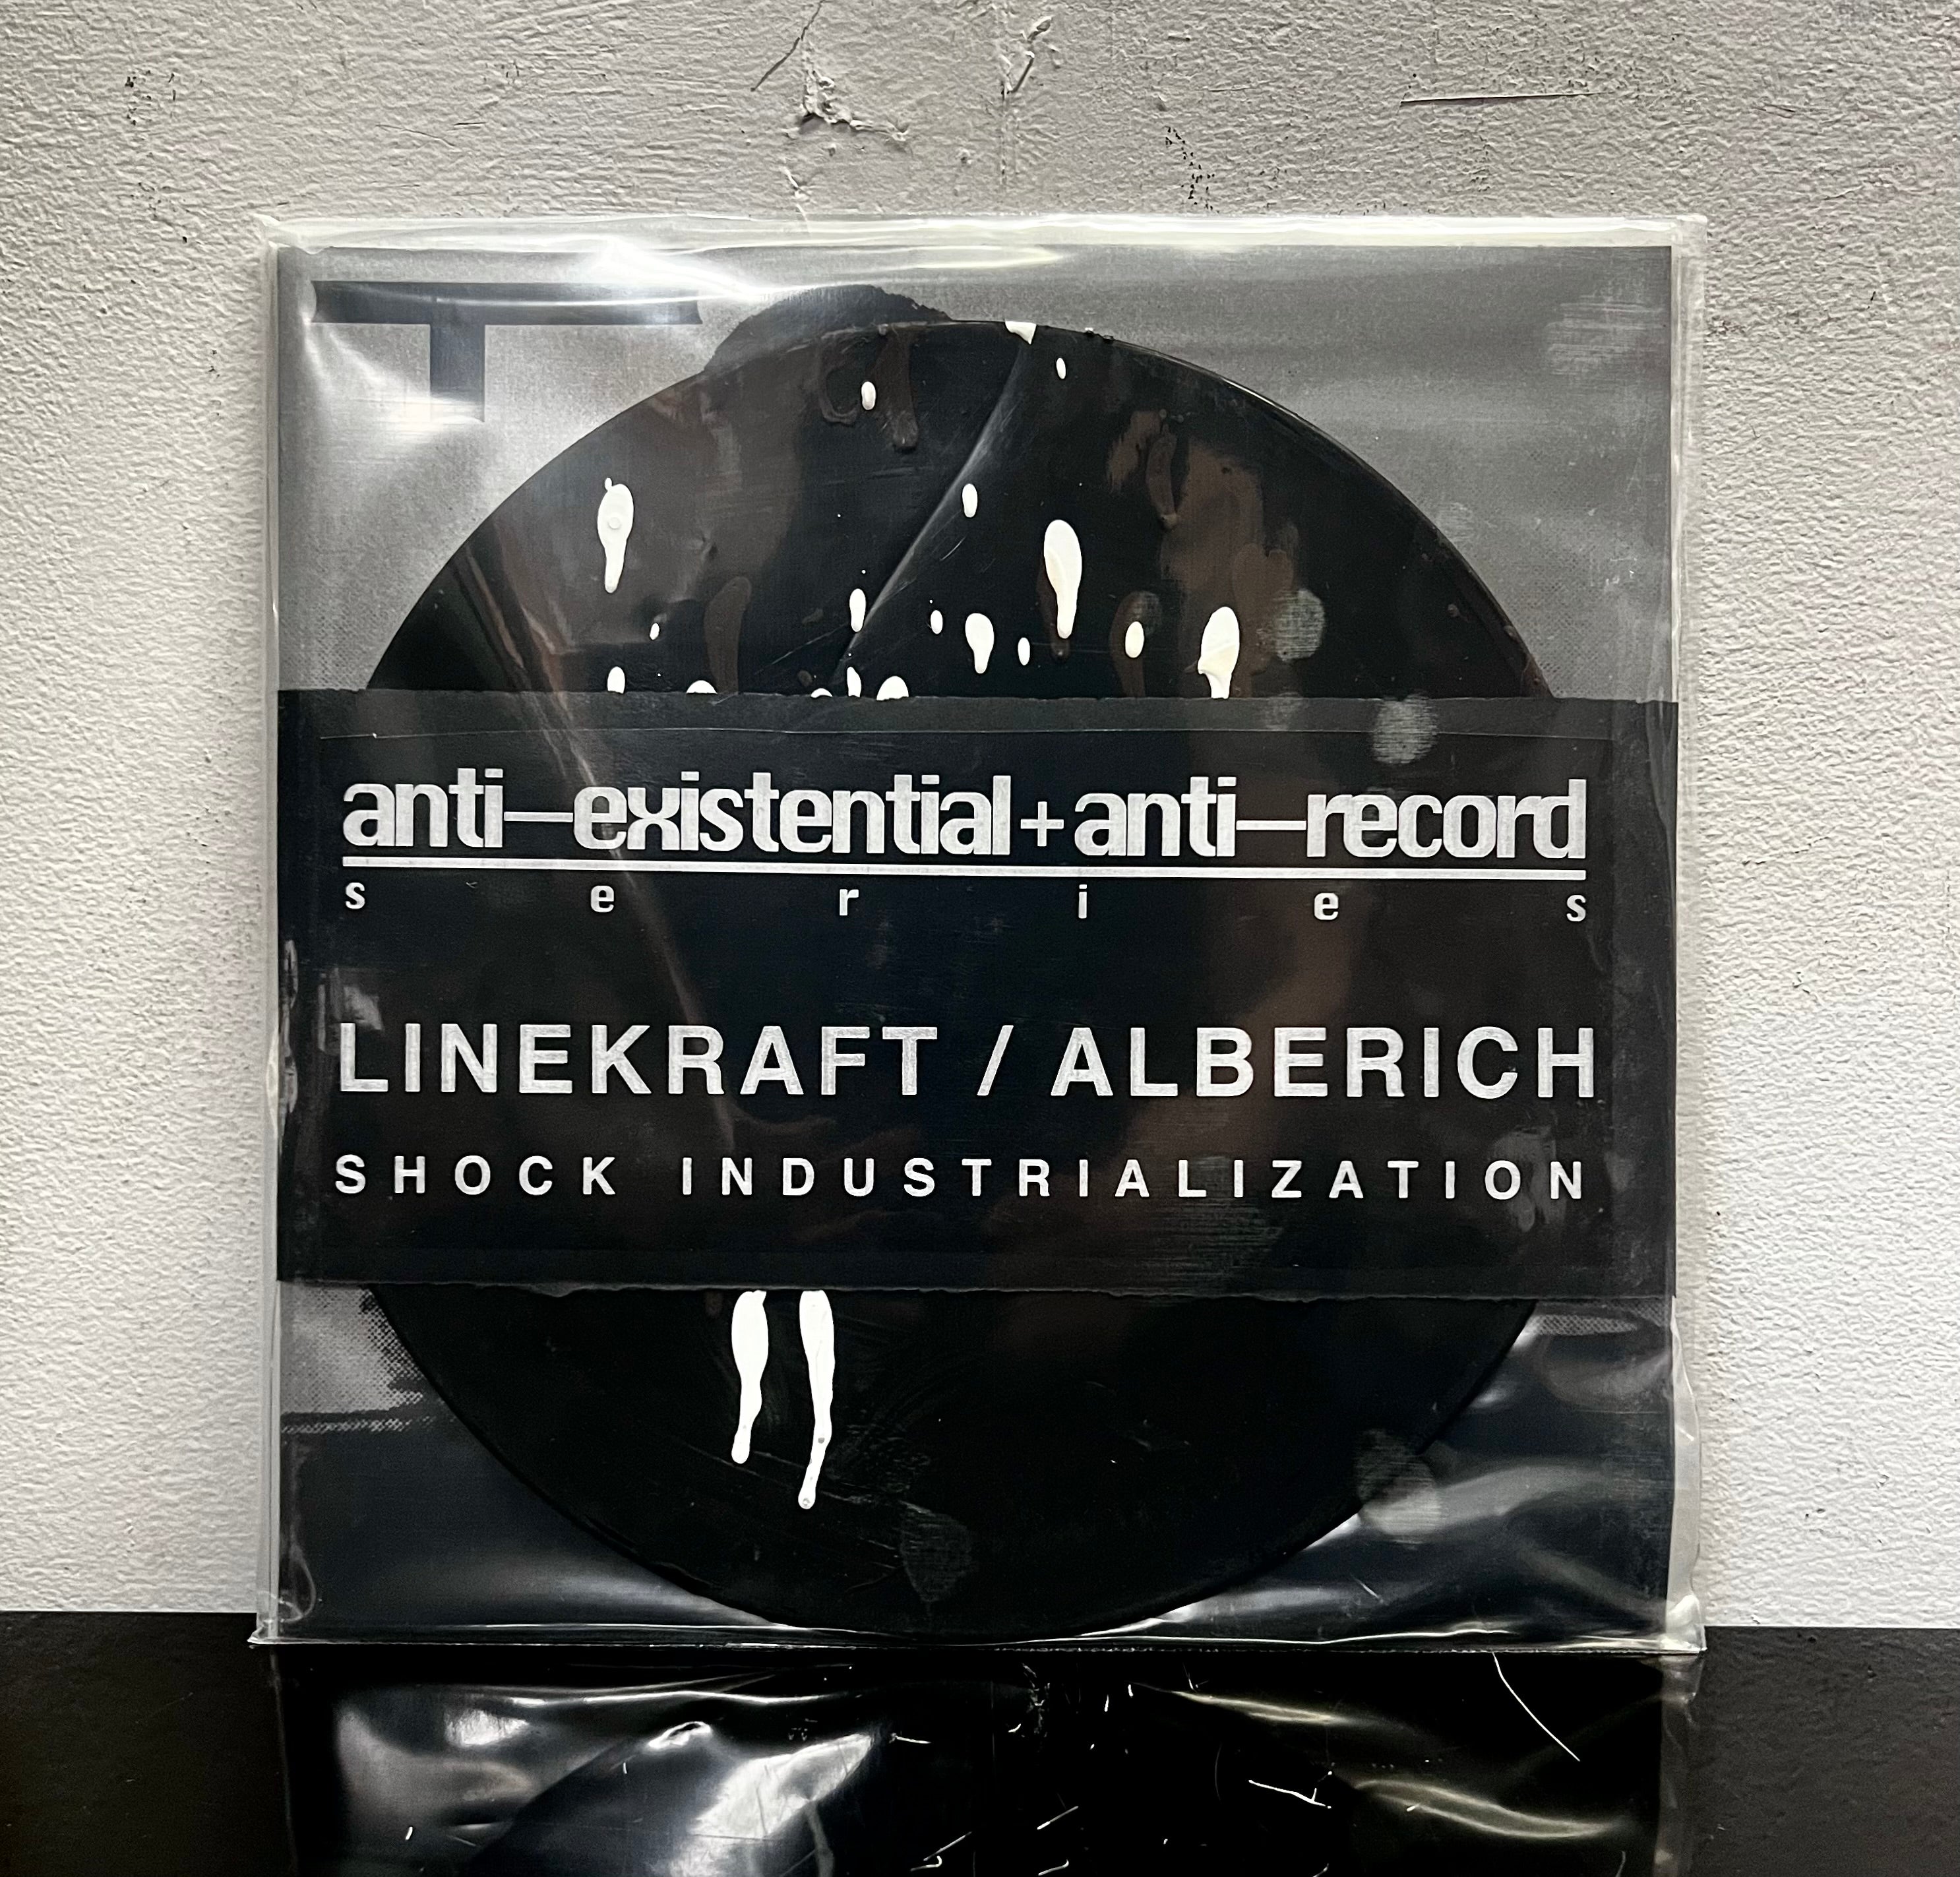 anti—existential+anti—record
series
LINEKRAFT / ALBERICH
SHOCK INDUSTRIALIZATION